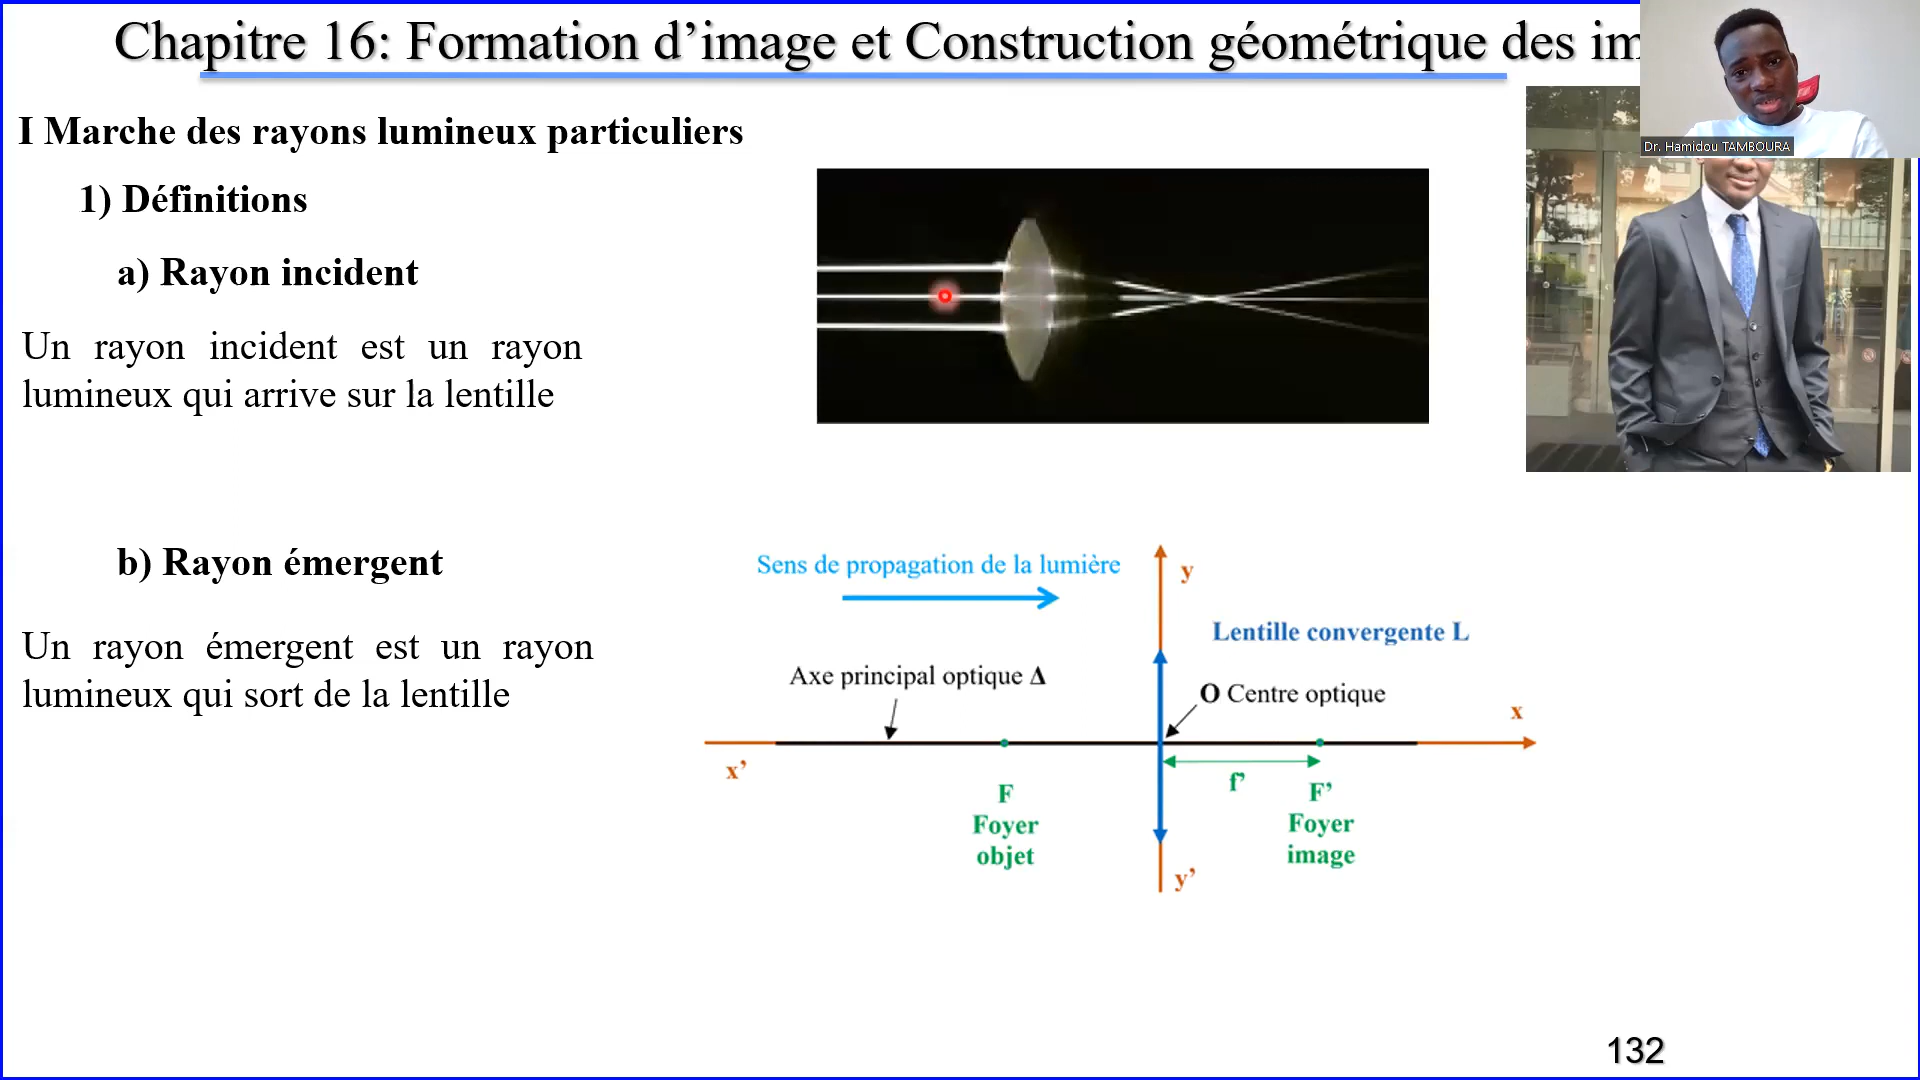 Chapitre 16: Formation d’image et Construction géométrique des im
Dr. Hamidou TAMBOURA
I Marche des rayons lumineux particuliers
1) Définitions
a) Rayon incident
Un rayon incident est un rayon
lumineux qui arrive sur la lentille
b) Rayon émergent
Un rayon émergent est un rayon
lumineux qui sort de la lentille
Sens de propagation de la lumière
y
Lentille convergente L
Axe principal optique Δ
O Centre optique
x
x’
f’
F
Foyer
objet
F’
Foyer
image
y’
132